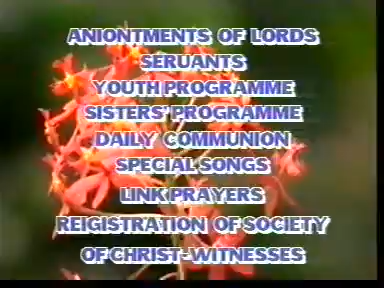 ANIONTMENTS OF LORDS
SERUANTS
YOUTH PROGRAMME
SISTERS' PROGRAMME
DAILY COMMUNION
SPECIAL SONGS
LINK PRAYERS
REIGISTRATION OF SOCIETY
OF CHRIST-WITNESSES